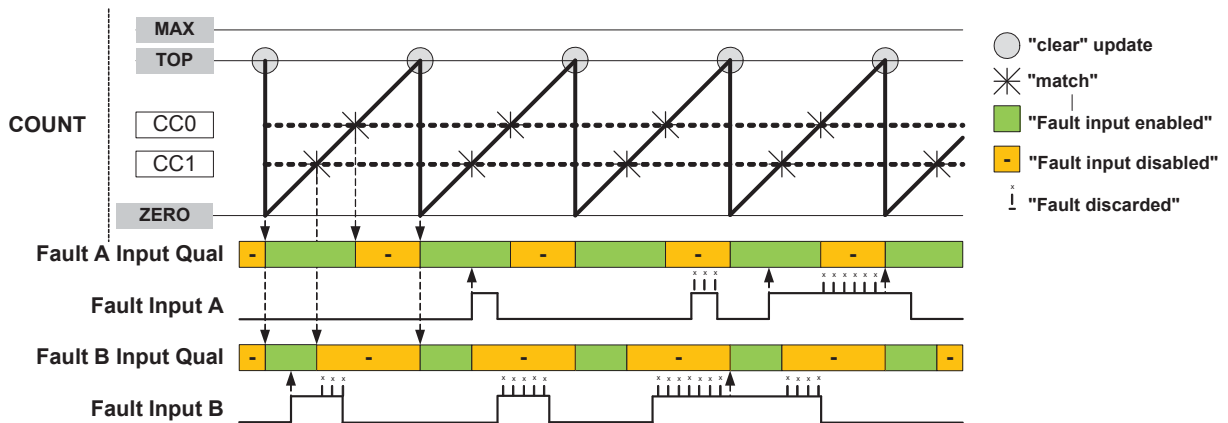 MAX
TOP
COUNT
CC0
CC1
ZERO
"clear" update
"match"
"Fault input enabled"
- "Fault input disabled"
x "Fault discarded"
Fault A Input Qual
- - - - -
x x x x x x x x x
Fault Input A
Fault B Input Qual
- - - - - -
x x x x x x x x x x x x x x x x x x x
Fault Input B